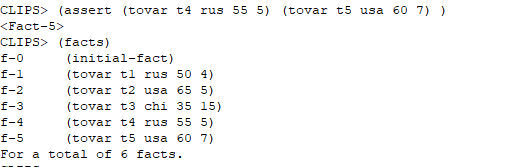 CLIPS> (assert (tovar t4 rus 55 5) (tovar t5 usa 60 7) )
<Fact-5>
CLIPS> (facts)
f-0     (initial-fact)
f-1     (tovar t1 rus 50 4)
f-2     (tovar t2 usa 65 5)
f-3     (tovar t3 chi 35 15)
f-4     (tovar t4 rus 55 5)
f-5     (tovar t5 usa 60 7)
For a total of 6 facts.